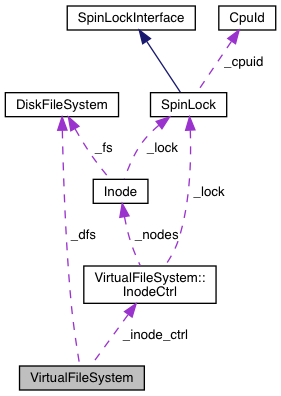 SpinLockInterface
CpuId
_cpuid
DiskFileSystem
SpinLock
_fs
_lock
Inode
_lock
_dfs
_nodes
VirtualFileSystem::
InodeCtrl
_inode_ctrl
VirtualFileSystem